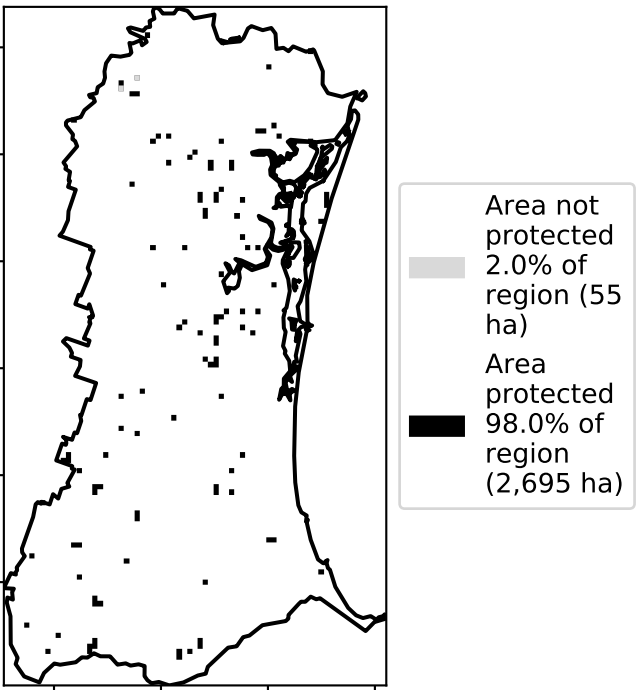 Area not
protected
2.0% of
region (55
ha)
Area
protected
98.0% of
region
(2,695 ha)